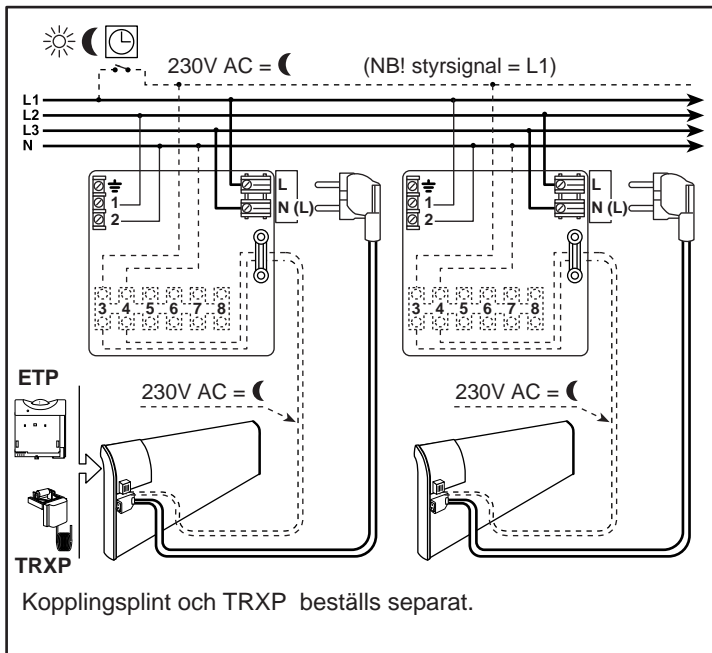 230V AC = (NB! styrsignal = L1)
L1
L2
L3
N
L L
1 1
2 N (L) 2 N (L)
3 4 5 6 7 8 3 4 5 6 7 8
ETP
230V AC = 230V AC =
TRXP
Kopplingsplint och TRXP beställs separat.